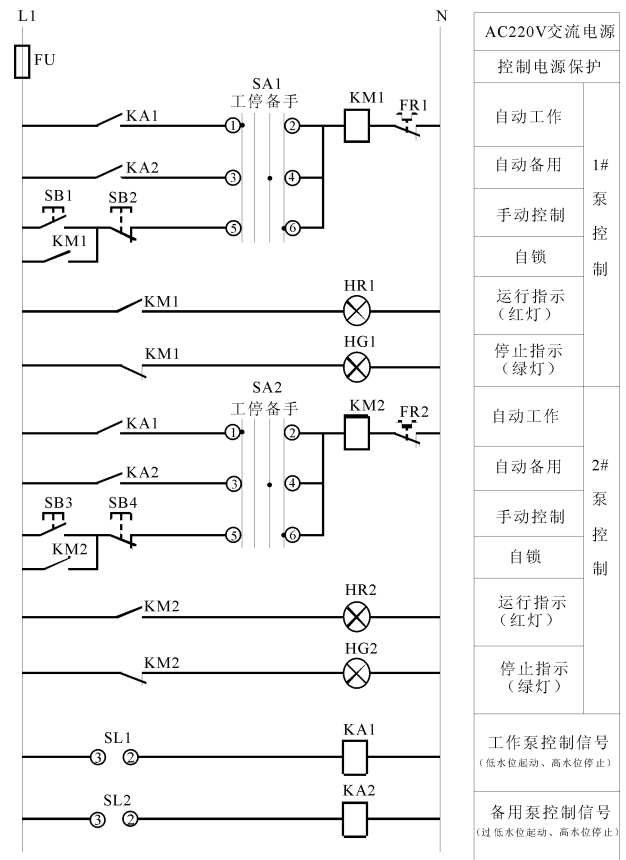 L1 N
FU
SA1
工停备手
KA1 ① ② KM1 FR1
KA2 ③ ④
SB1 SB2 ⑤ ⑥
KM1
KM1 HR1
KM1 HG1
SA2
工停备手
KA1 ① ② KM2 FR2
KA2 ③ ④
SB3 SB4 ⑤ ⑥
KM2
KM2 HR2
KM2 HG2
SL1 ③ ② KA1
SL2 ③ ② KA2
AC220V交流电源
控制电源保护
自动工作
自动备用
手动控制
自锁
运行指示
（红灯）
停止指示
（绿灯）
1#
泵
控
制
自动工作
自动备用
手动控制
自锁
运行指示
（红灯）
停止指示
（绿灯）
2#
泵
控
制
工作泵控制信号
（低水位起动、高水位停止）
备用泵控制信号
（过低水位起动、高水位停止）